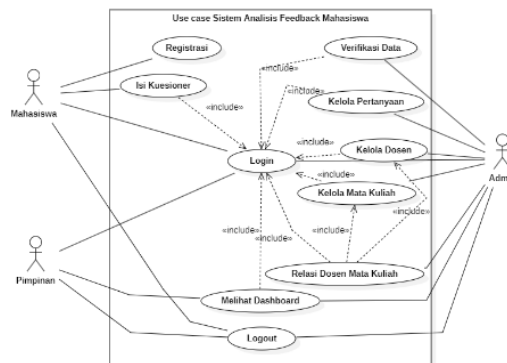 Use case Sistem Analisis Feedback Mahasiswa
Registrasi
Verifikasi Data
Isi Kuesioner
«include»
«include»
Kelola Pertanyaan
«include»
Mahasiswa
Kelola Dosen
«include»
Login
Admi
«include»
Kelola Mata Kuliah
«include»
«include»
«include»
«include»
Relasi Dosen Mata Kuliah
Pimpinan
Melihat Dashboard
Logout